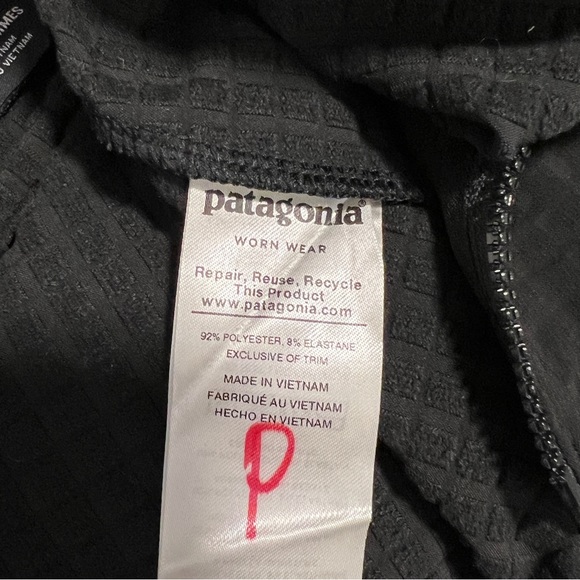 patagonia®
WORN WEAR
Repair, Reuse, Recycle
This Product
www.patagonia.com
92% POLYESTER, 8% ELASTANE
EXCLUSIVE OF TRIM
MADE IN VIETNAM
FABRIQUÉ AU VIETNAM
HECHO EN VIETNAM
P
VIETNAM